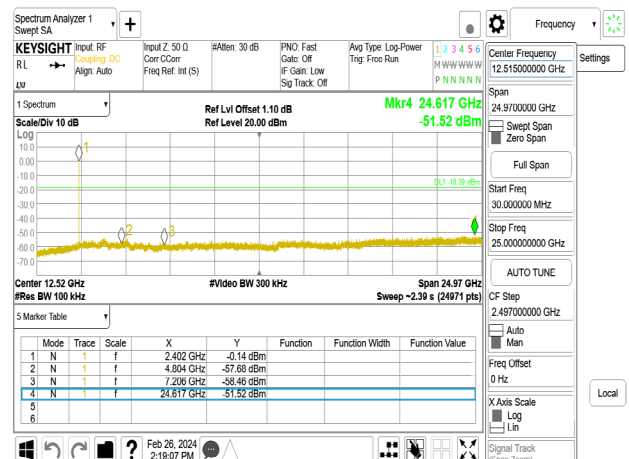 Spectrum Analyzer 1
Swept SA
Frequency
KEYSIGHT
RL
Input: RF
Coupling: DC
Align: Auto
Input Z: 50 Ω
Corr CCorr
Freq Ref: Int (S)
#Atten: 30 dB
PNO: Fast
Gate: Off
IF Gain: Low
Sig Track: Off
Avg Type: Log-Power
Trig: Free Run
1 2 3 4 5 6
M W W W W W
P N N N N N
1 Spectrum
Scale/Div 10 dB
Ref Lvl Offset 1.10 dB
Ref Level 20.00 dBm
Mkr4 24.617 GHz
-51.52 dBm
Log
10.0
0.00
-10.0
-20.0
-30.0
-40.0
-50.0
-60.0
-70.0
1
2
3
DL1 -18.39 dBm
Center 12.52 GHz
#Video BW 300 kHz
Span 24.97 GHz
#Res BW 100 kHz
Sweep ~2.39 s (24971 pts)
5 Marker Table
Mode Trace Scale X Y Function Function Width Function Value
1 N 1 f 2.402 GHz -0.14 dBm
2 N 1 f 4.804 GHz -57.68 dBm
3 N 1 f 7.206 GHz -58.46 dBm
4 N 1 f 24.617 GHz -51.52 dBm
5
6
?
Feb 26, 2024
2:19:07 PM
Center Frequency
12.515000000 GHz
Settings
Span
24.9700000 GHz
Swept Span
Zero Span
Full Span
Start Freq
30.000000 MHz
Stop Freq
25.000000000 GHz
AUTO TUNE
CF Step
2.497000000 GHz
Auto
Man
Freq Offset
0 Hz
X Axis Scale
Log
Lin
Local
Signal Track
(Span Zoom)